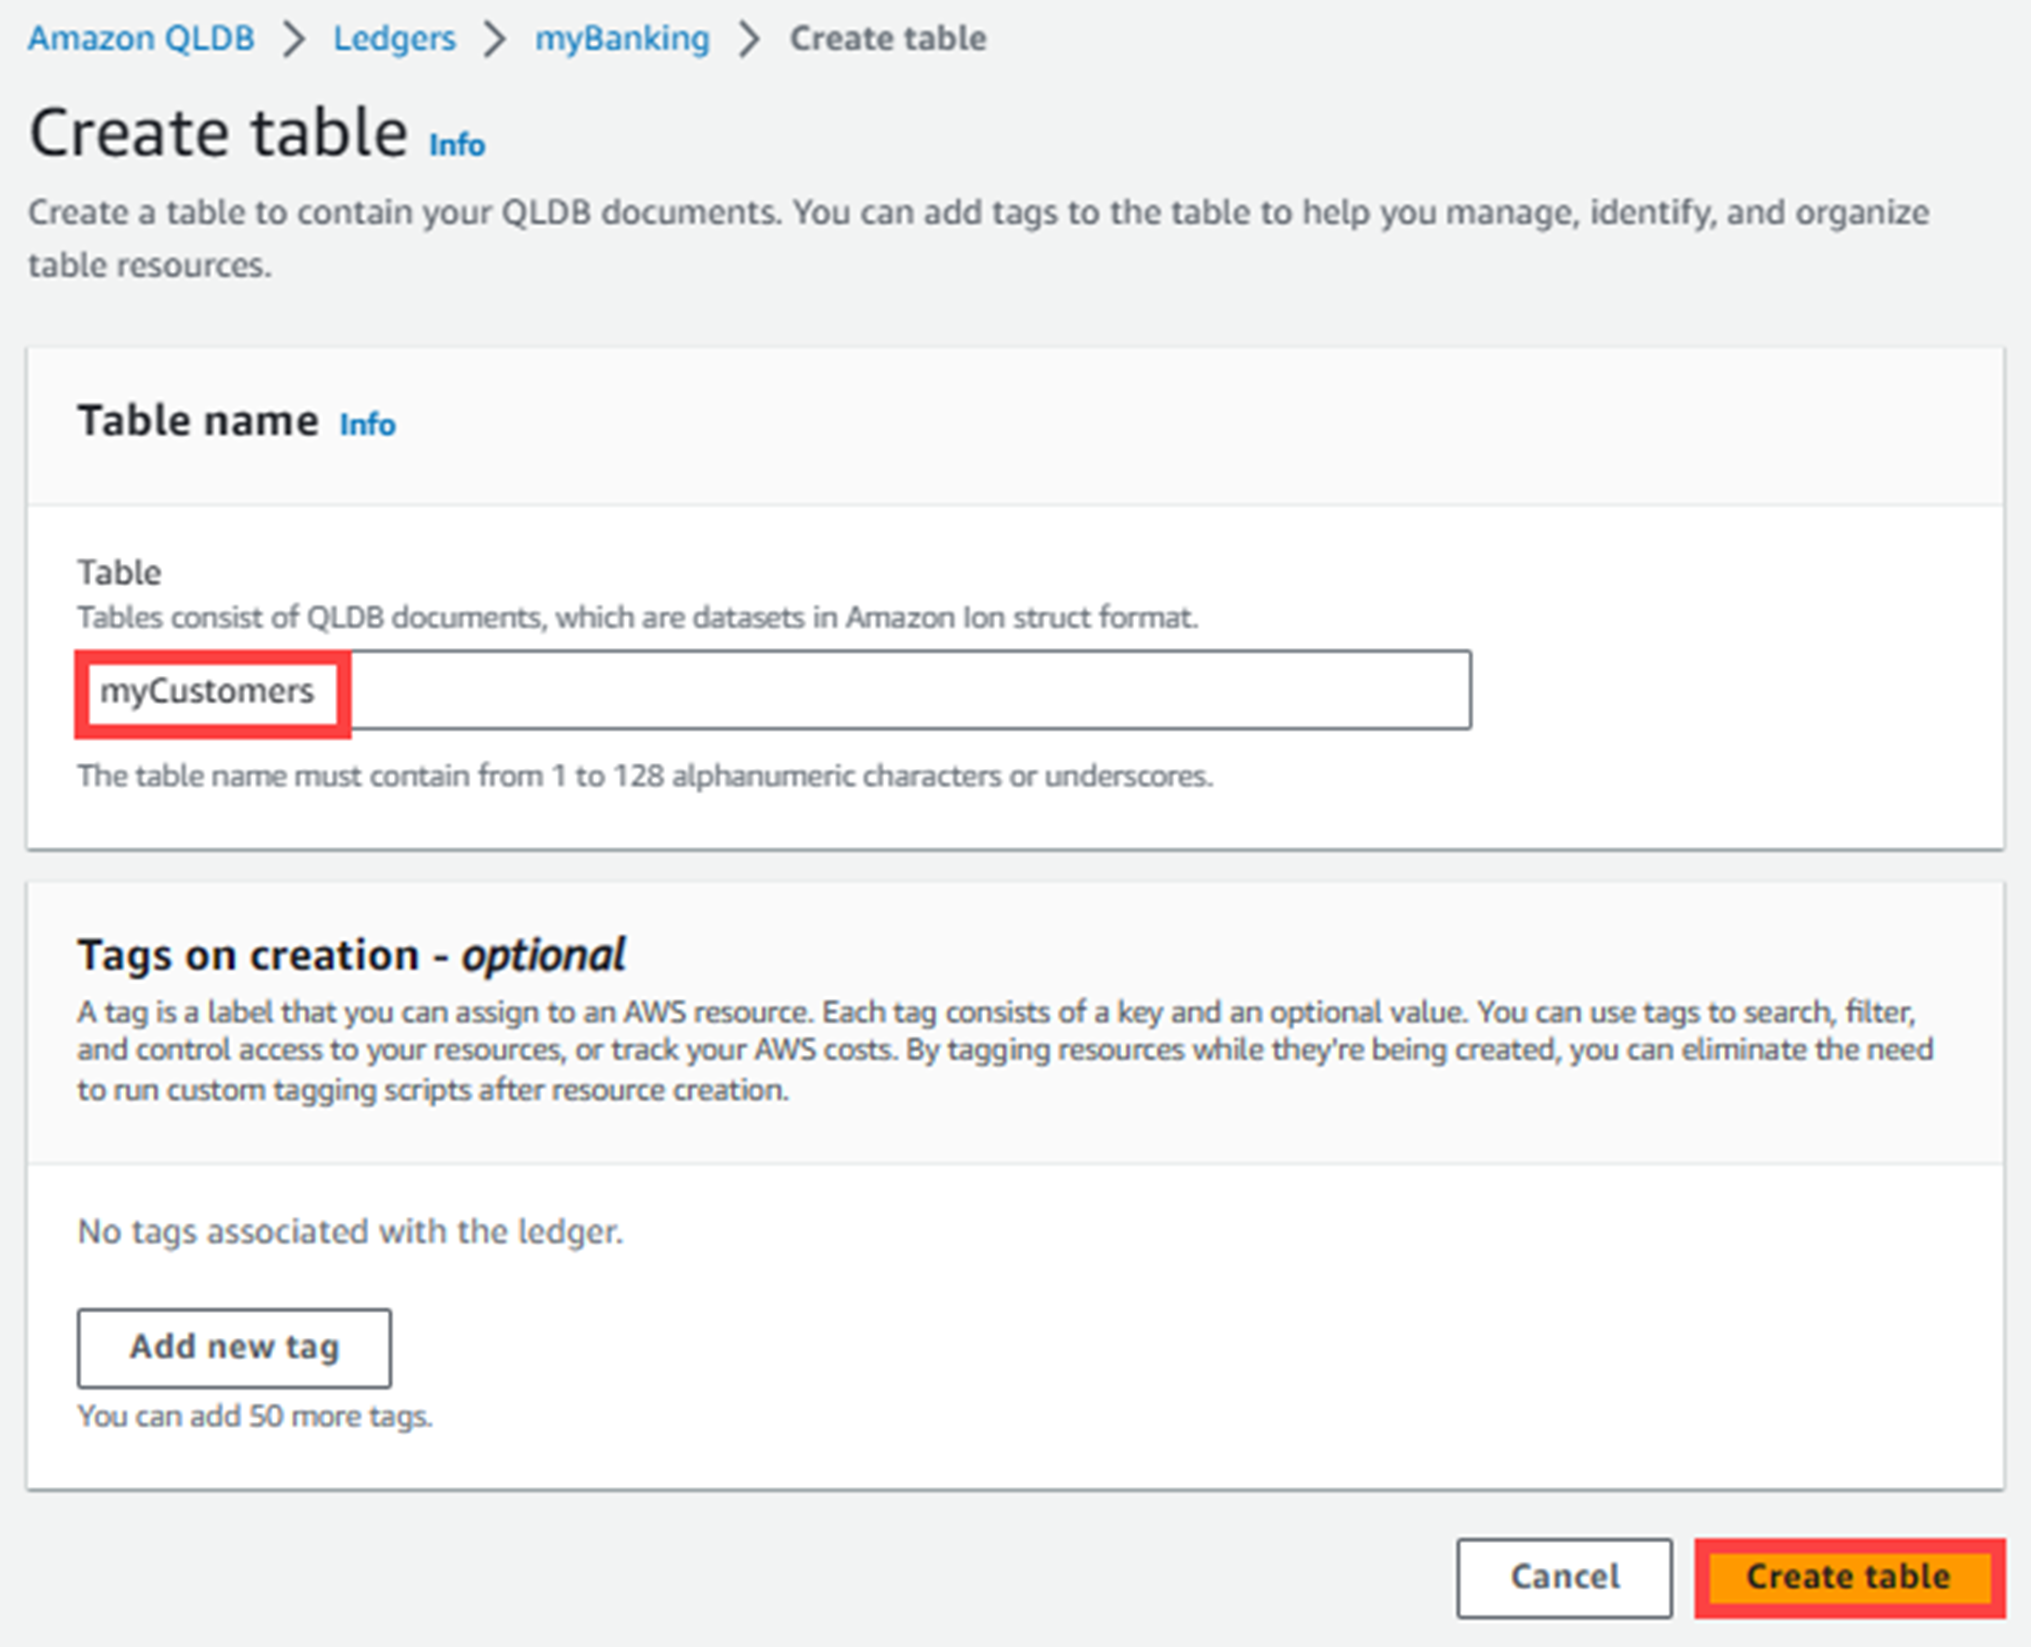 Amazon QLDB > Ledgers > myBanking > Create table
Create table Info
Create a table to contain your QLDB documents. You can add tags to the table to help you manage, identify, and organize
table resources.
Table name Info
Table
Tables consist of QLDB documents, which are datasets in Amazon Ion struct format.
myCustomers
The table name must contain from 1 to 128 alphanumeric characters or underscores.
Tags on creation - optional
A tag is a label that you can assign to an AWS resource. Each tag consists of a key and an optional value. You can use tags to search, filter,
and control access to your resources, or track your AWS costs. By tagging resources while they're being created, you can eliminate the need
to run custom tagging scripts after resource creation.
No tags associated with the ledger.
Add new tag
You can add 50 more tags.
Cancel Create table